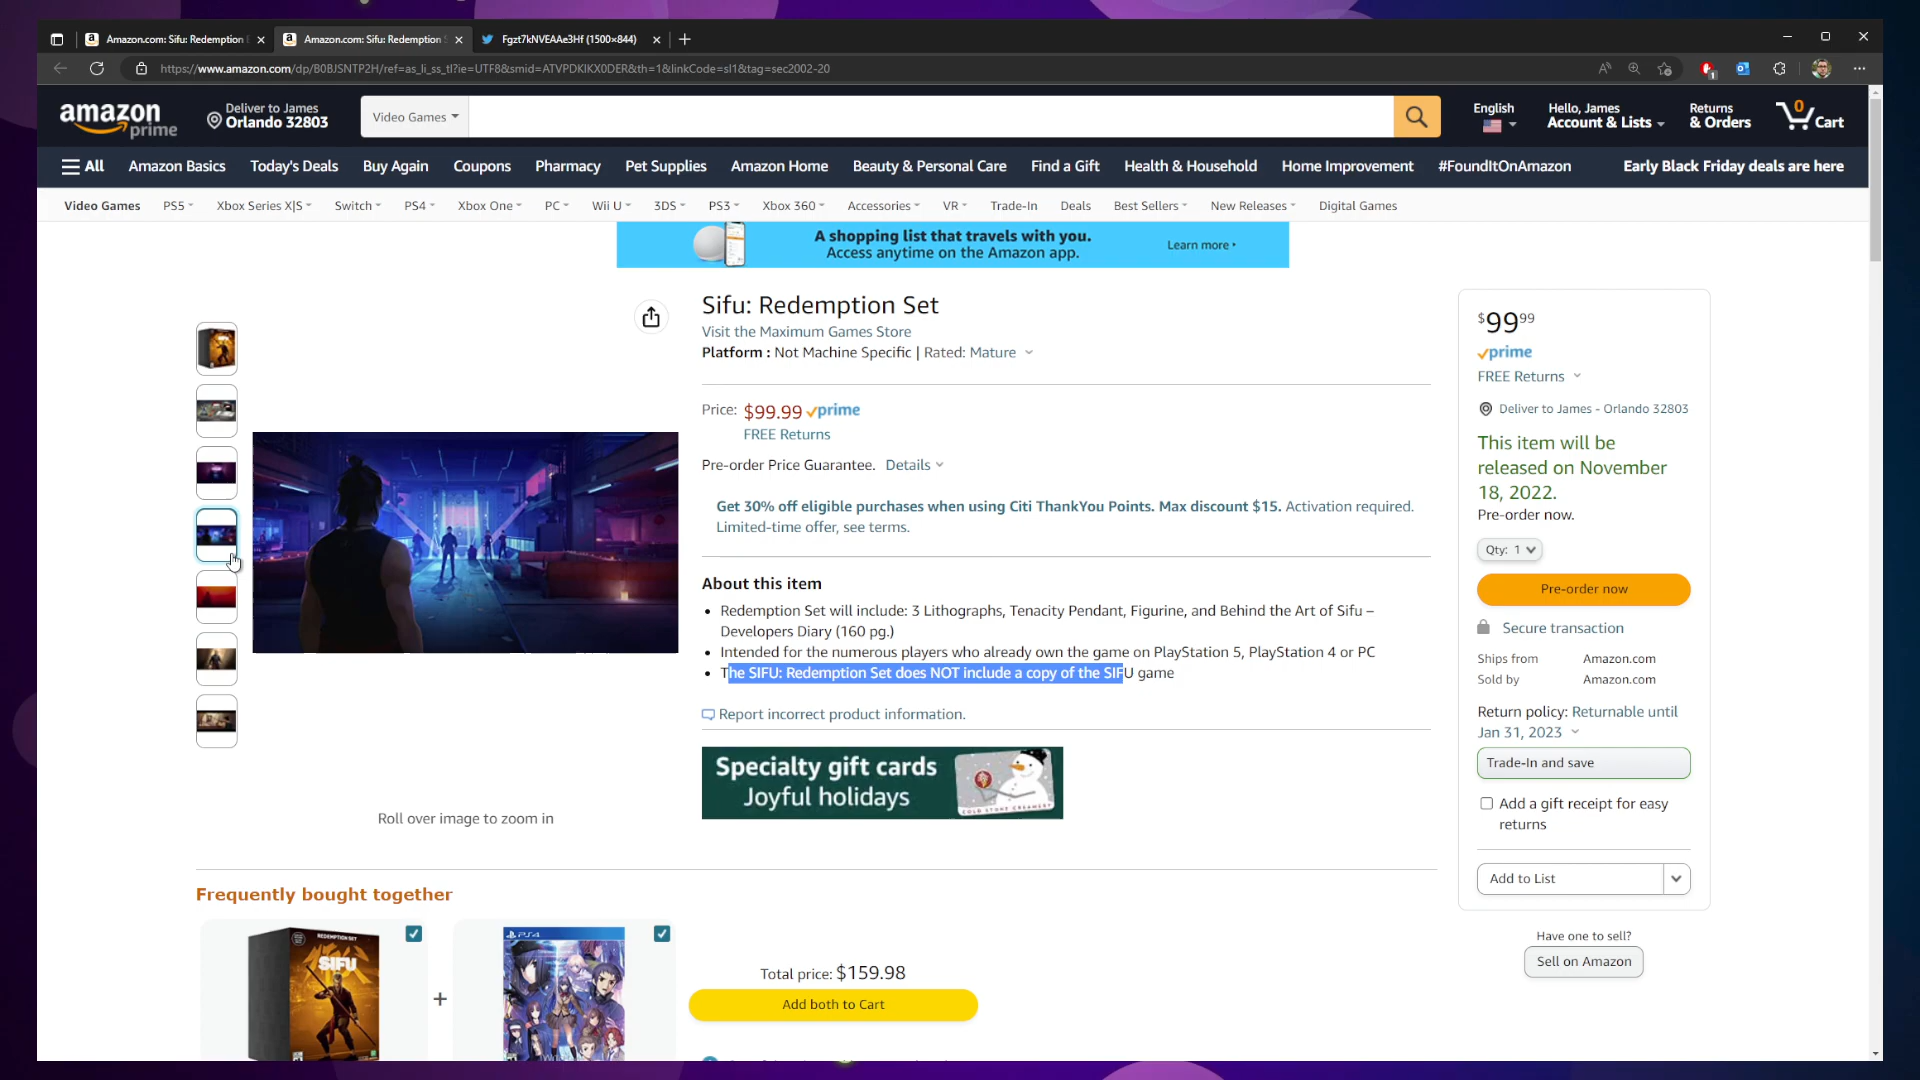 Amazon.com: Sifu: Redemption
Amazon.com: Sifu: Redemption
Fgzt7kNVEAAe3Hf (1500×844)
https://www.amazon.com/dp/B0BJSNTP2H/ref=as_li_ss_tl?ie=UTF8&smid=ATVPDKIKX0DER&th=1&linkCode=sl1&tag=sec2002-20
amazon
prime
Deliver to James
Orlando 32803
Video Games
English
Hello, James
Account & Lists
Returns
& Orders
0
Cart
All
Amazon Basics
Today's Deals
Buy Again
Coupons
Pharmacy
Pet Supplies
Amazon Home
Beauty & Personal Care
Find a Gift
Health & Household
Home Improvement
#FoundItOnAmazon
Early Black Friday deals are here
Video Games
PS5
Xbox Series X|S
Switch
PS4
Xbox One
PC
Wii U
3DS
PS3
Xbox 360
Accessories
VR
Trade-In
Deals
Best Sellers
New Releases
Digital Games
A shopping list that travels with you.
Access anytime on the Amazon app.
Learn more
Sifu: Redemption Set
Visit the Maximum Games Store
Platform : Not Machine Specific | Rated: Mature
Price: $99.99 prime
FREE Returns
Pre-order Price Guarantee. Details
Get 30% off eligible purchases when using Citi ThankYou Points. Max discount $15. Activation required.
Limited-time offer, see terms.
About this item
Redemption Set will include: 3 Lithographs, Tenacity Pendant, Figurine, and Behind the Art of Sifu –
Developers Diary (160 pg.)
Intended for the numerous players who already own the game on PlayStation 5, PlayStation 4 or PC
The SIFU: Redemption Set does NOT include a copy of the SIFU game
Report incorrect product information.
Specialty gift cards
Joyful holidays
COLD STONE CREAMERY
Roll over image to zoom in
$99 99
prime
FREE Returns
Deliver to James - Orlando 32803
This item will be
released on November
18, 2022.
Pre-order now.
Qty: 1
Pre-order now
Secure transaction
Ships from Amazon.com
Sold by Amazon.com
Return policy: Returnable until
Jan 31, 2023
Trade-In and save
Add a gift receipt for easy
returns
Add to List
Have one to sell?
Sell on Amazon
Frequently bought together
REDEMPTION SET
SIFU
+
PS4
Total price: $159.98
Add both to Cart